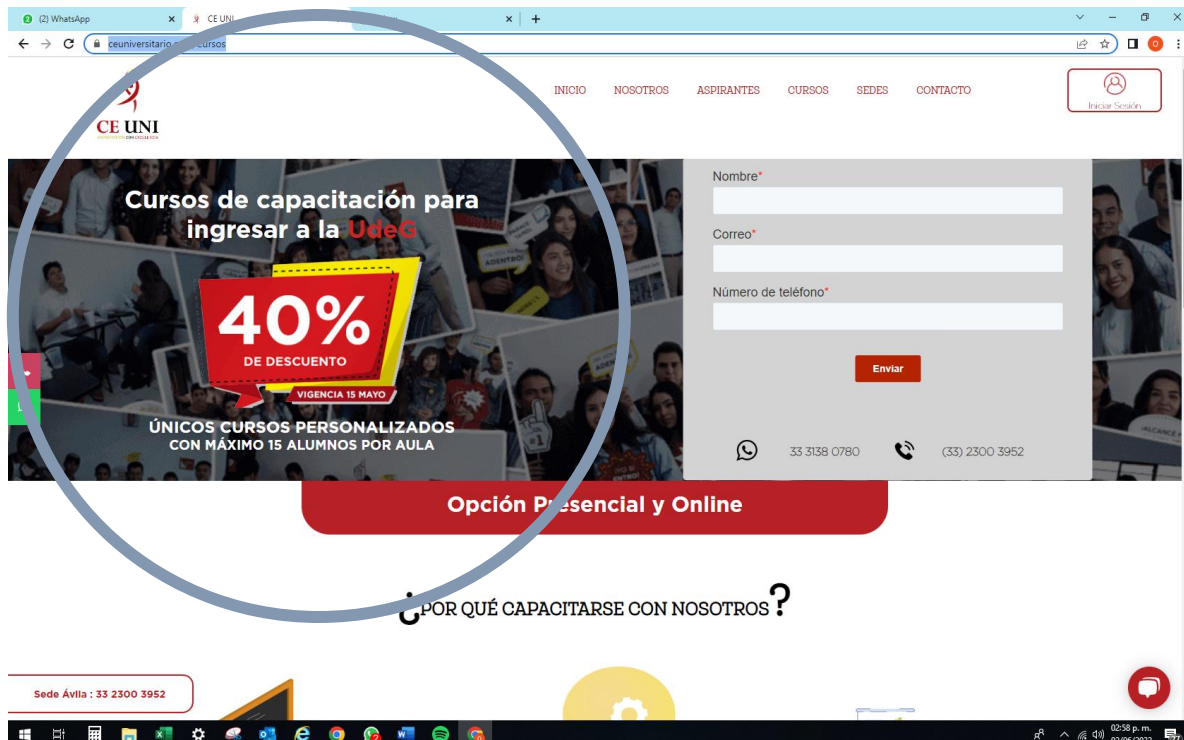 (2) WhatsApp
CE UNI
ceuniversitario
cursos
CE UNI
INICIO NOSOTROS ASPIRANTES CURSOS SEDES CONTACTO
Iniciar Sesión
Cursos de capacitación para
ingresar a la UdeG
40%
DE DESCUENTO
VIGENCIA 15 MAYO
ÚNICOS CURSOS PERSONALIZADOS
CON MÁXIMO 15 ALUMNOS POR AULA
Nombre*
Correo*
Número de teléfono*
Enviar
33 3138 0780 (33) 2300 3952
ADENTRO!
Opción Presencial y Online
¿POR QUÉ CAPACITARSE CON NOSOTROS?
Sede Ávila : 33 2300 3952
02:58 p. m.